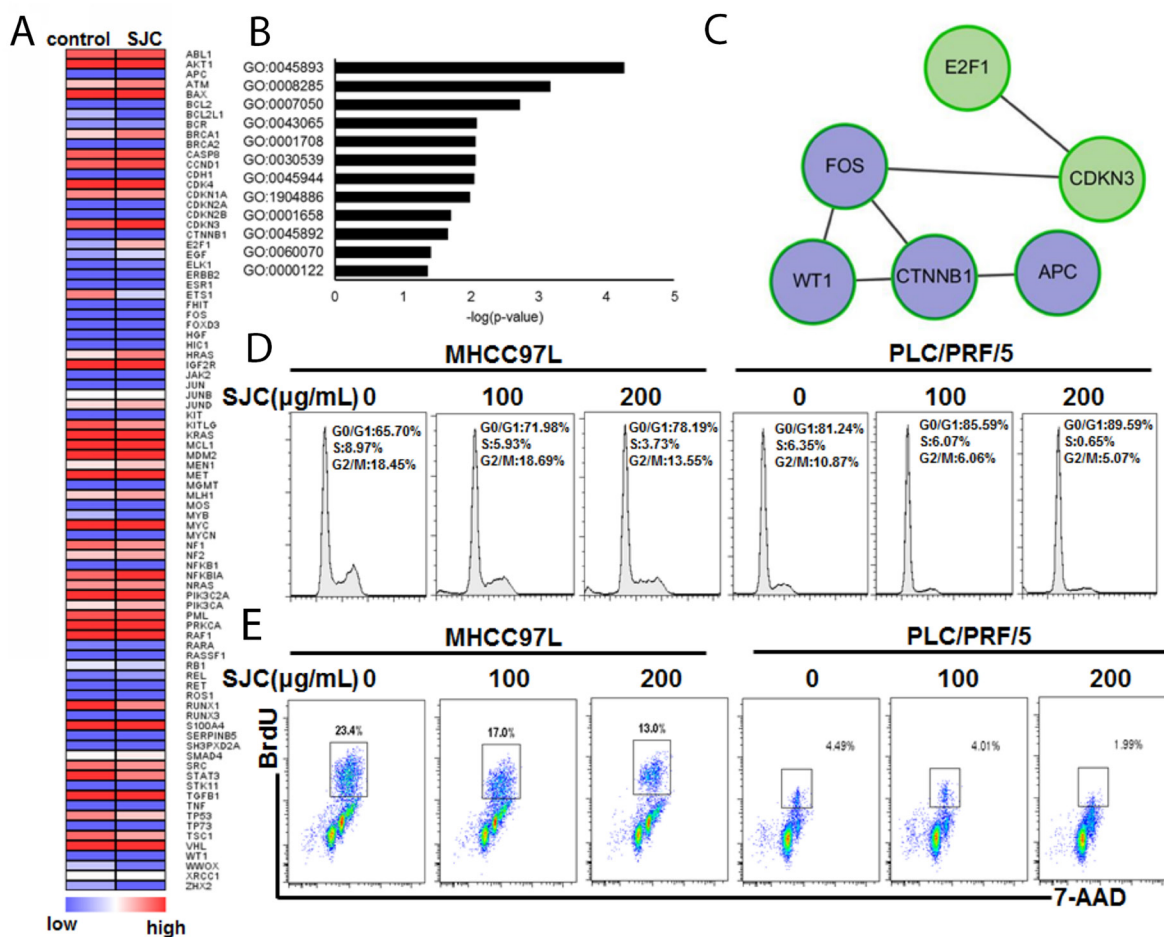 A
control SJC
ABL1
AKT1
APC
ATM
BAX
BCL2
BCL2L1
BCR
BRCA1
BRCA2
CASP8
CCND1
CDH1
CDK4
CDKN1A
CDKN2A
CDKN2B
CDKN3
CTNNB1
E2F1
EGF
ELK1
ERBB2
ESR1
ETS1
FHIT
FOS
FOXD3
HGF
HIC1
HRAS
IGF2R
JAK2
JUN
JUNB
JUND
KIT
KITLG
KRAS
MCL1
MDM2
MEN1
MET
MGMT
MLH1
MOS
MYB
MYC
MYCN
NF1
NF2
NFKB1
NFKBIA
NRAS
PIK3C2A
PIK3CA
PML
PRKCA
RAF1
RARA
RASSF1
RB1
REL
RET
ROS1
RUNX1
RUNX3
S100A4
SERPINB5
SH3PXD2A
SMAD4
SRC
STAT3
STK11
TGFB1
TNF
TP53
TP73
TSC1
VHL
WT1
WWOX
XRCC1
ZHX2
low high
B
GO:0045893
GO:0008285
GO:0007050
GO:0043065
GO:0001708
GO:0030539
GO:0045944
GO:1904886
GO:0001658
GO:0045892
GO:0060070
GO:0000122
0 1 2 3 4 5
-log(p-value)
C
E2F1
FOS
CDKN3
WT1
CTNNB1
APC
D
MHCC97L PLC/PRF/5
SJC(μg/mL) 0 100 200 0 100 200
G0/G1:65.70%
S:8.97%
G2/M:18.45%
G0/G1:71.98%
S:5.93%
G2/M:18.69%
G0/G1:78.19%
S:3.73%
G2/M:13.55%
G0/G1:81.24%
S:6.35%
G2/M:10.87%
G0/G1:85.59%
S:6.07%
G2/M:6.06%
G0/G1:89.59%
S:0.65%
G2/M:5.07%
E
MHCC97L PLC/PRF/5
SJC(μg/mL) 0 100 200 0 100 200
BrdU
23.4%
17.0%
13.0%
4.49%
4.01%
1.99%
7-AAD